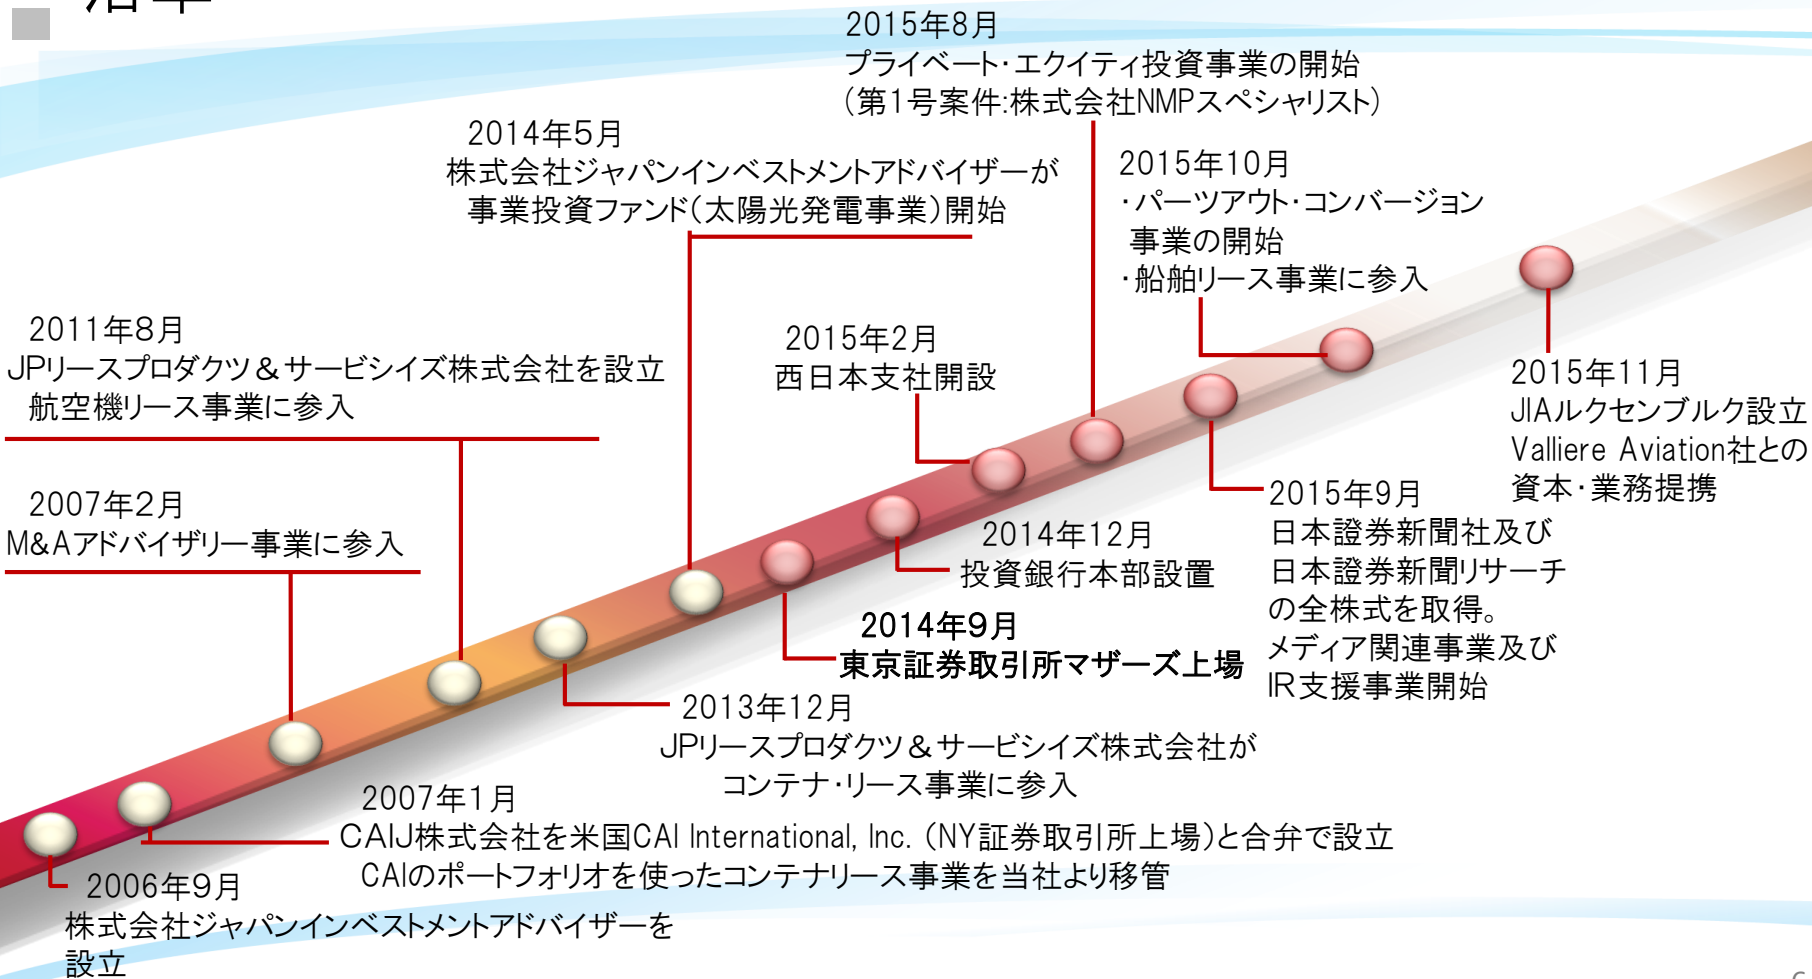 沿革
2015年8月
プライベート・エクイティ投資事業の開始
（第1号案件:株式会社NMPスペシャリスト）
2014年5月
株式会社ジャパンインベストメントアドバイザーが
事業投資ファンド（太陽光発電事業）開始
2015年10月
・パーツアウト・コンバージョン
事業の開始
・船舶リース事業に参入
2011年8月
JPリースプロダクツ＆サービシイズ株式会社を設立
航空機リース事業に参入
2015年2月
西日本支社開設
2015年11月
JIAルクセンブルク設立
Valliere Aviation社との
資本・業務提携
2007年2月
M&Aアドバイザリー事業に参入
2015年9月
日本證券新聞社及び
日本證券新聞リサーチ
の全株式を取得。
メディア関連事業及び
IR支援事業開始
2014年12月
投資銀行本部設置
2014年9月
東京証券取引所マザーズ上場
2013年12月
JPリースプロダクツ＆サービシイズ株式会社が
コンテナ・リース事業に参入
2007年1月
CAIJ株式会社を米国CAI International, Inc. （NY証券取引所上場）と合弁で設立
CAIのポートフォリオを使ったコンテナリース事業を当社より移管
2006年9月
株式会社ジャパンインベストメントアドバイザーを
設立